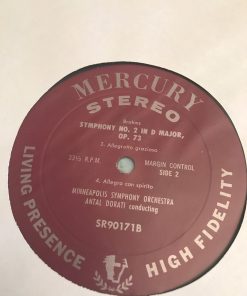 MERCURY
STEREO
Brahms
SYMPHONY NO. 2 IN D MAJOR,
OP. 73
3. Allegretto grazioso
33⅓ R.P.M.
MARGIN CONTROL
SIDE 2
4. Allegro con spirito
MINNEAPOLIS SYMPHONY ORCHESTRA
ANTAL DORATI conducting
SR90171B
LIVING PRESENCE
HIGH FIDELITY